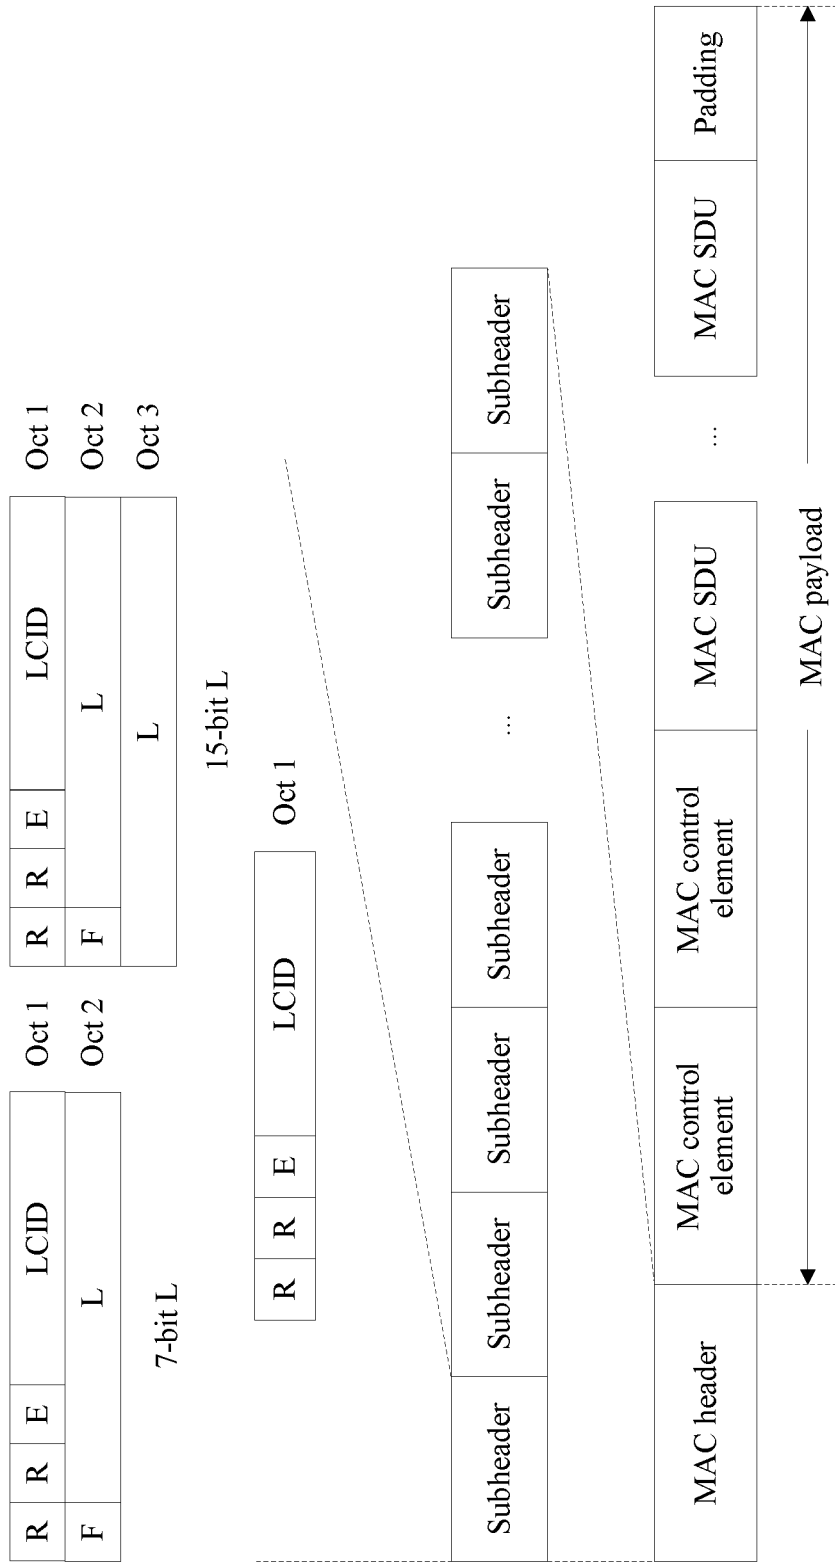 R R E LCID Oct 1
F L Oct 2
7-bit L
R R E LCID Oct 1
F L Oct 2
L Oct 3
15-bit L
R R E LCID Oct 1
Subheader Subheader Subheader Subheader ... Subheader Subheader
MAC header
MAC control
element
MAC control
element
MAC SDU
...
MAC SDU
Padding
MAC payload